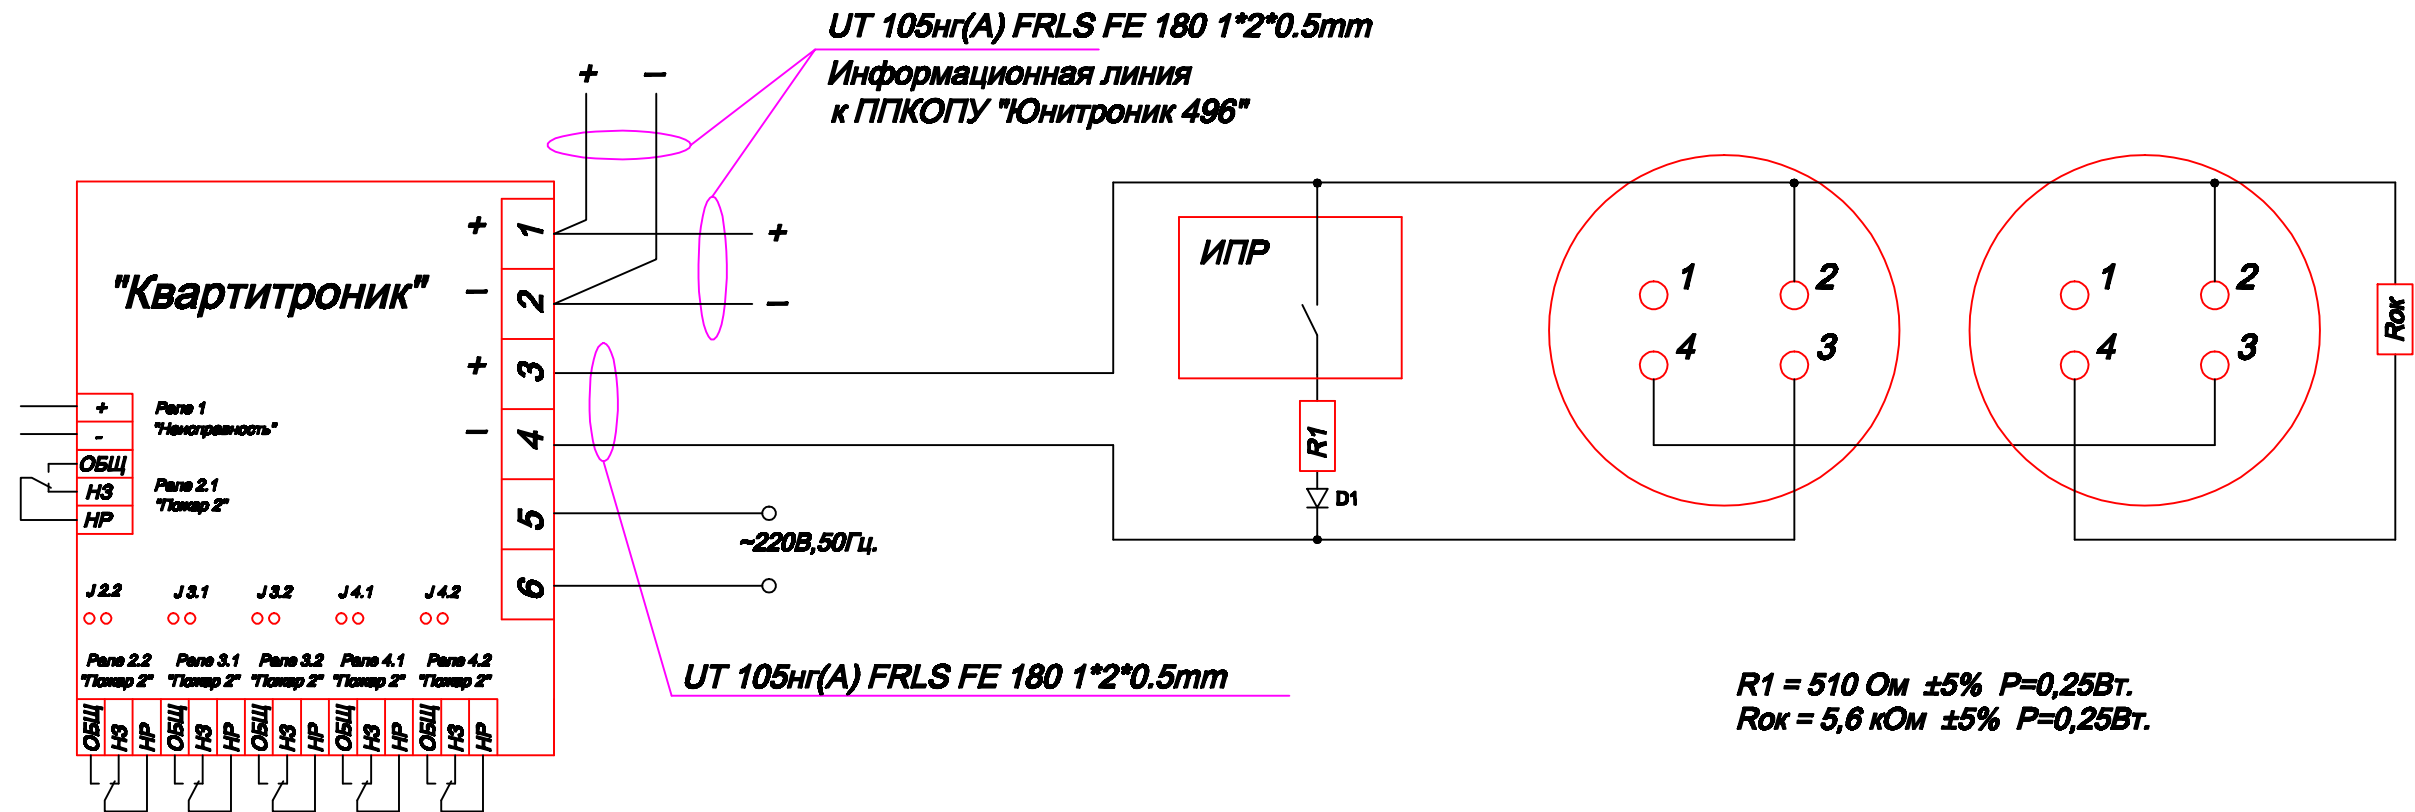 UT 105нг(А) FRLS FE 180 1*2*0.5mm
Информационная линия
к ППКОПУ "Юнитроник 496"
+ −
"Квартитроник"
+ 1 +
− 2 −
+ 3
− 4
5
6
~220В,50Гц.
+
-
ОБЩ
НЗ
НР
Реле 1
"Неисправность"
Реле 2.1
"Пожар 2"
J 2.2 J 3.1 J 3.2 J 4.1 J 4.2
Реле 2.2 Реле 3.1 Реле 3.2 Реле 4.1 Реле 4.2
"Пожар 2" "Пожар 2" "Пожар 2" "Пожар 2" "Пожар 2"
ОБЩ НЗ НР ОБЩ НЗ НР ОБЩ НЗ НР ОБЩ НЗ НР ОБЩ НЗ НР
UT 105нг(А) FRLS FE 180 1*2*0.5mm
ИПР
R1
D1
1 2
4 3
1 2
4 3
Rок
R1 = 510 Ом ±5% P=0,25Вт.
Rок = 5,6 кОм ±5% P=0,25Вт.